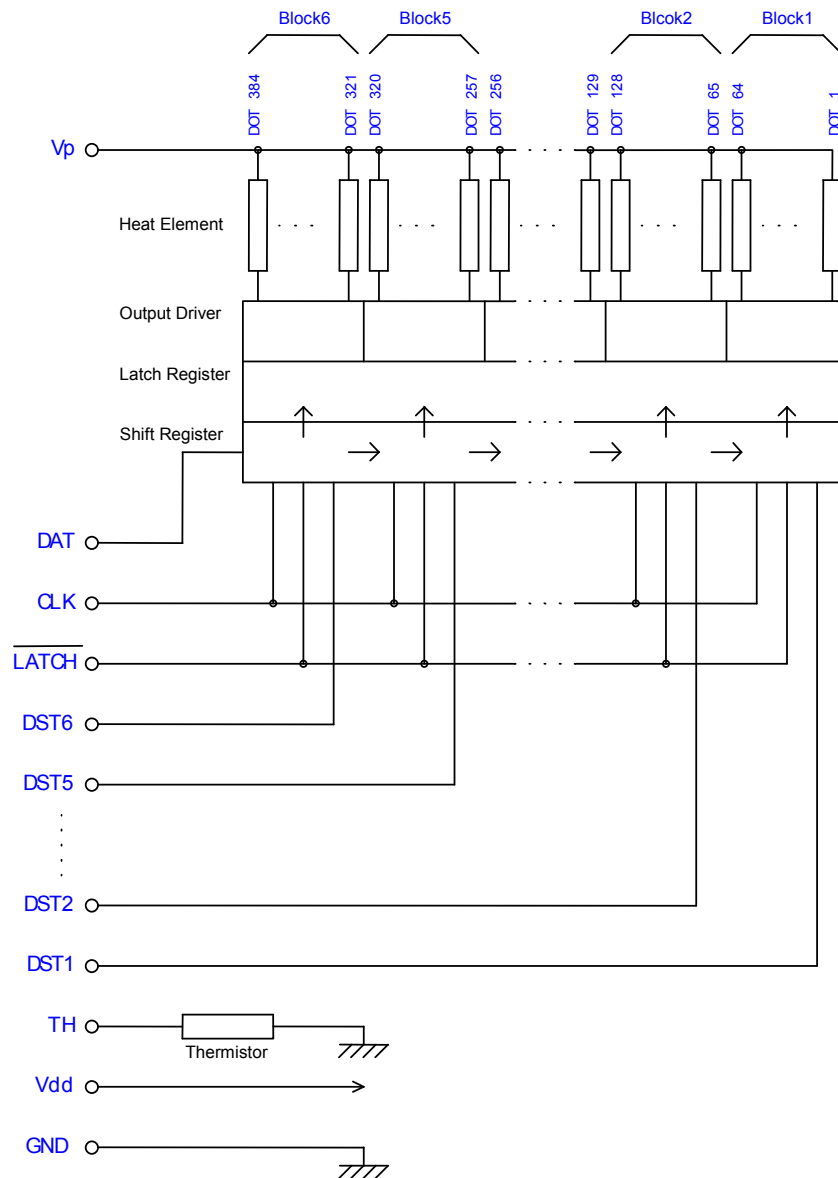 Block6 Block5 Blcok2 Block1
DOT 384 DOT 321 DOT 320 DOT 257 DOT 256 DOT 129 DOT 128 DOT 65 DOT 64 DOT 1
Vp
Heat Element
Output Driver
Latch Register
Shift Register
DAT
CLK
LATCH
DST6
DST5
DST2
DST1
TH
Thermistor
Vdd
GND